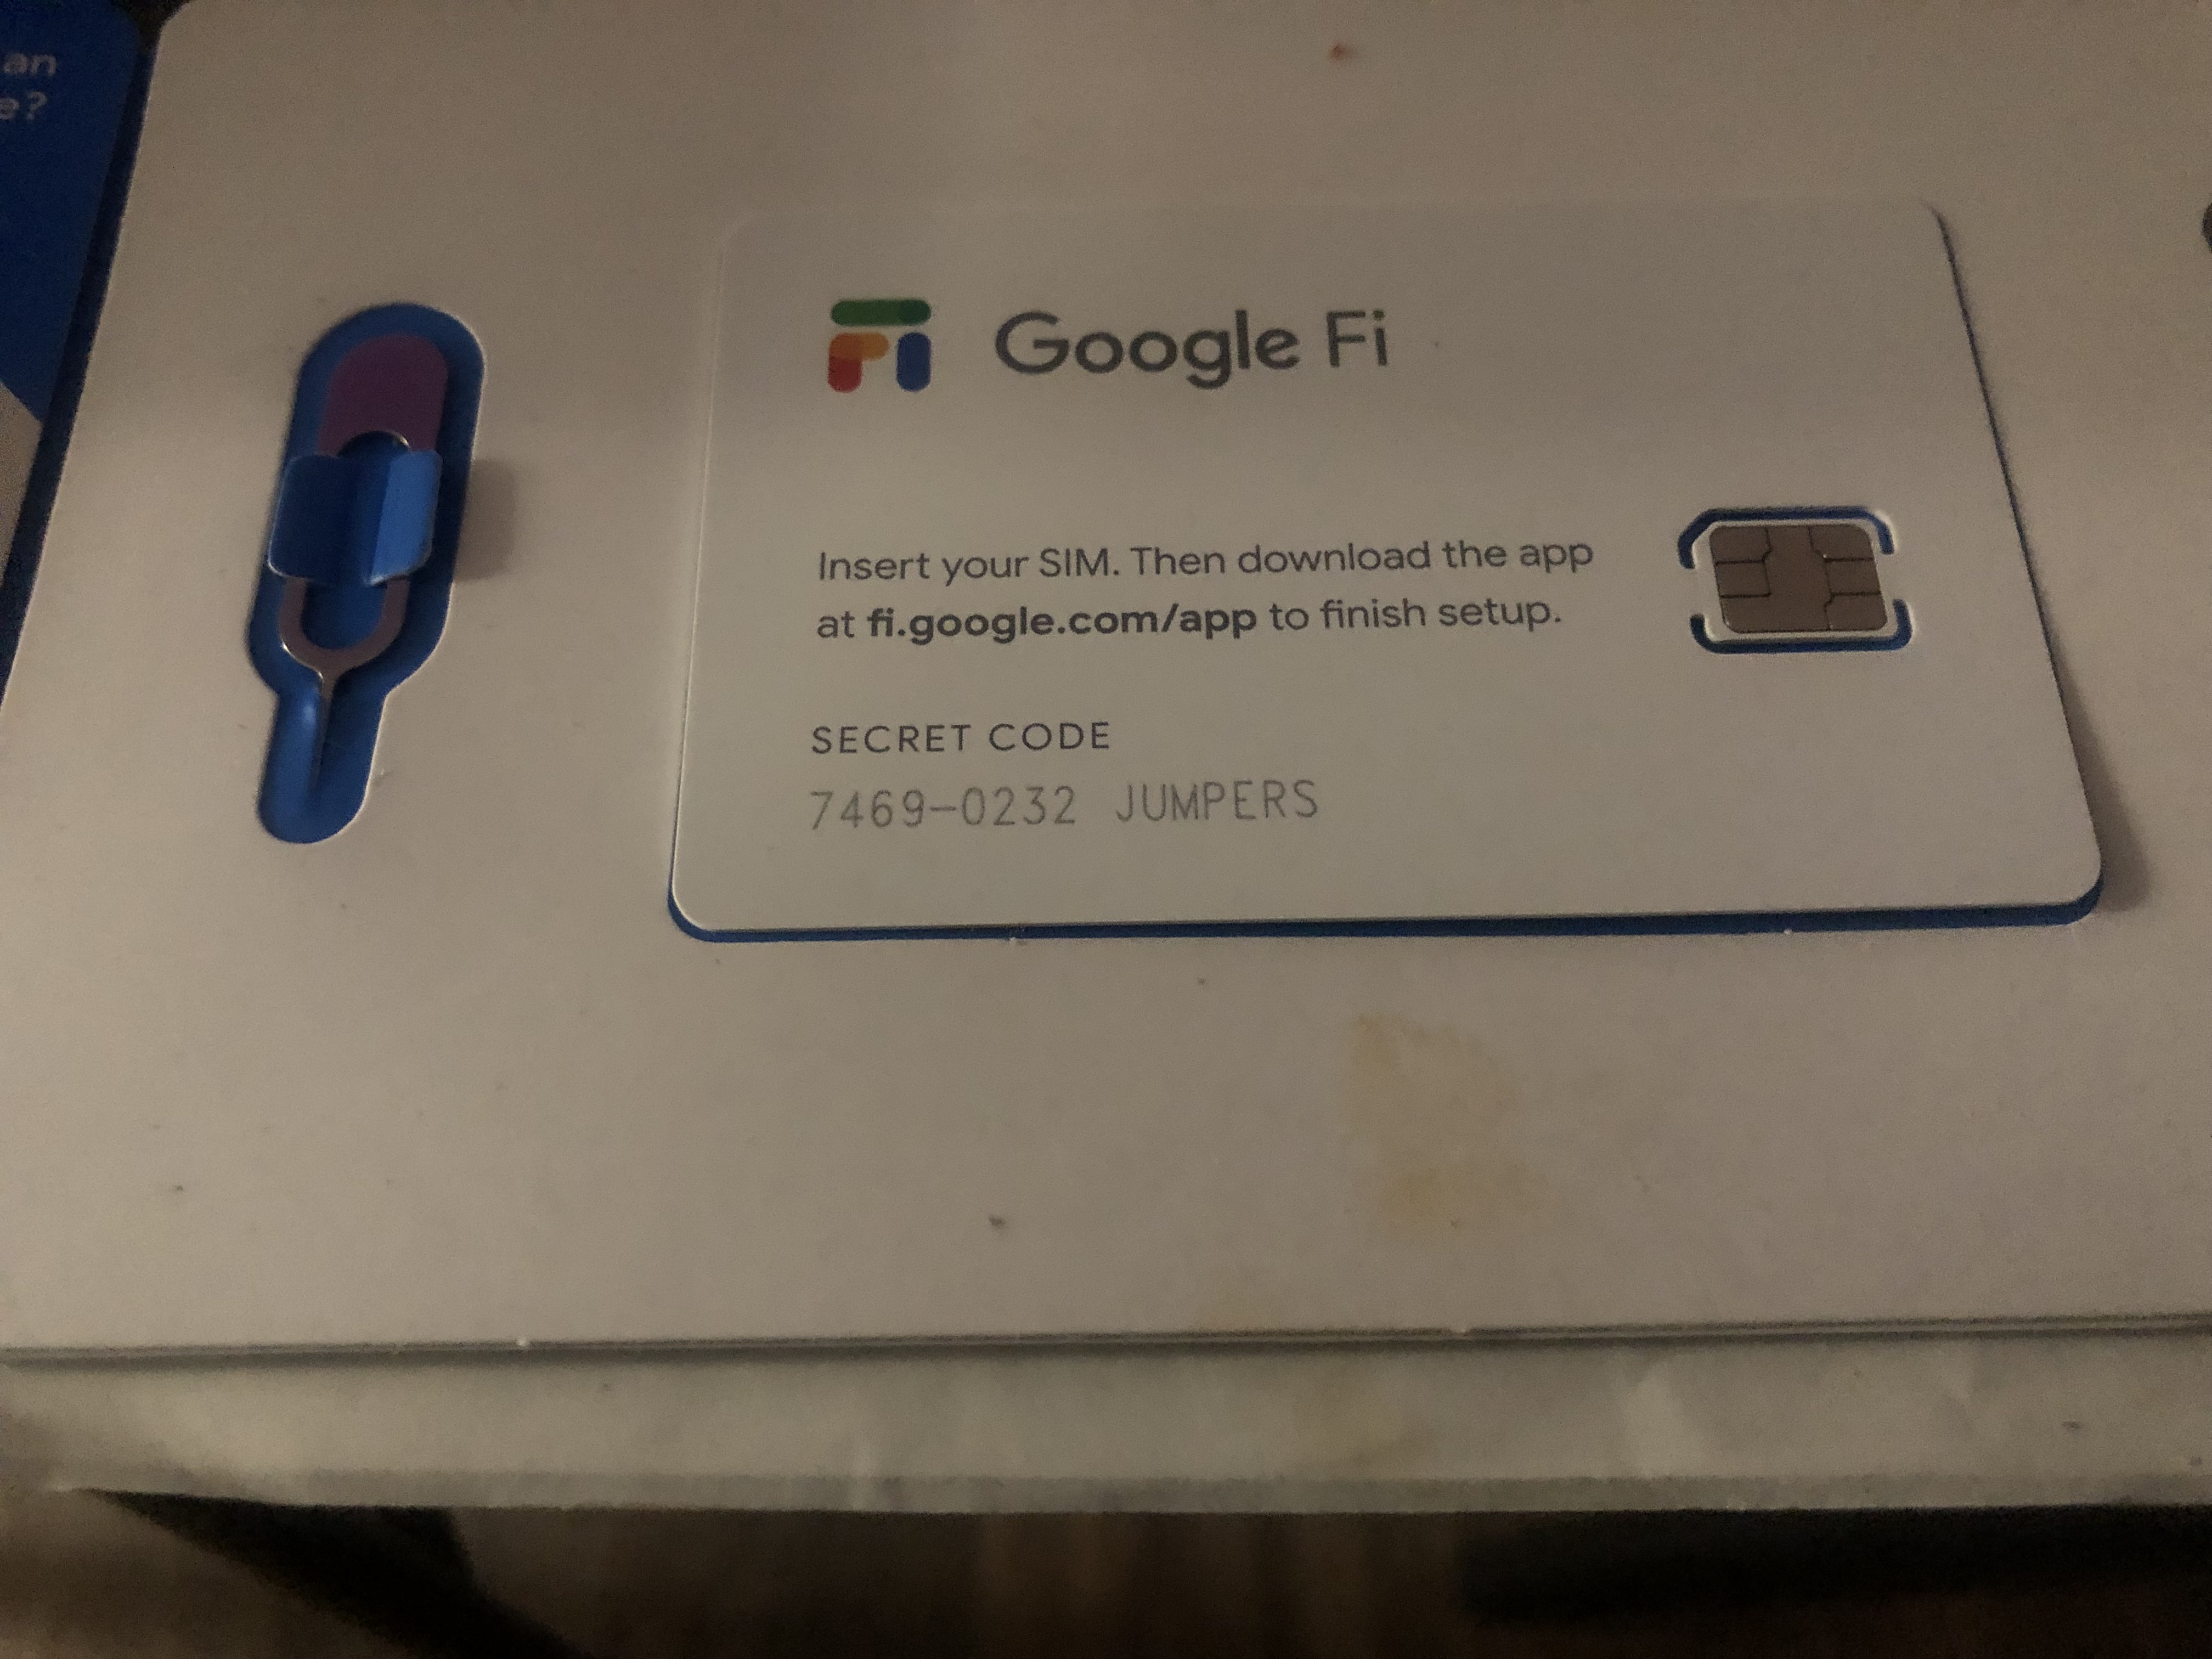 an
e?
Google Fi
Insert your SIM. Then download the app
at fi.google.com/app to finish setup.
SECRET CODE
7469-0232 JUMPERS